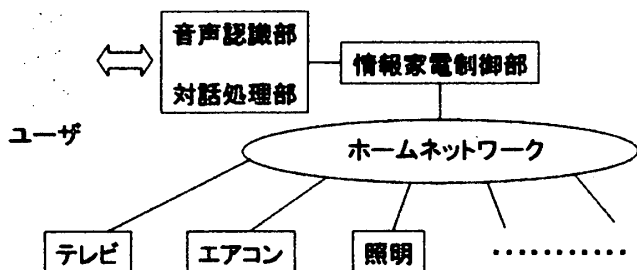 音声認識部
対話処理部
情報家電制御部
ユーザ
ホームネットワーク
テレビ
エアコン
照明
…………